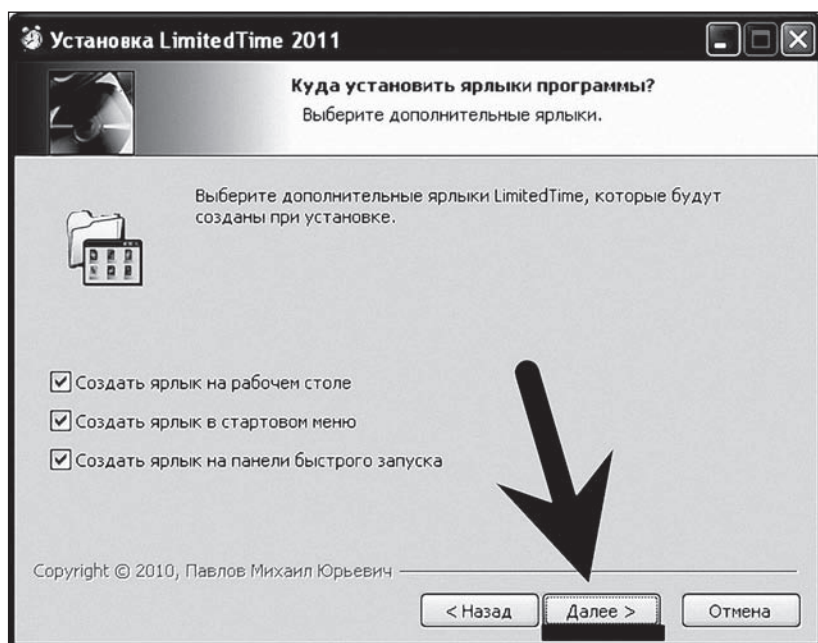 Установка LimitedTime 2011
Куда установить ярлыки программы?
Выберите дополнительные ярлыки.
Выберите дополнительные ярлыки LimitedTime, которые будут
созданы при установке.
Создать ярлык на рабочем столе
Создать ярлык в стартовом меню
Создать ярлык на панели быстрого запуска
Copyright © 2010, Павлов Михаил Юрьевич
< Назад Далее > Отмена